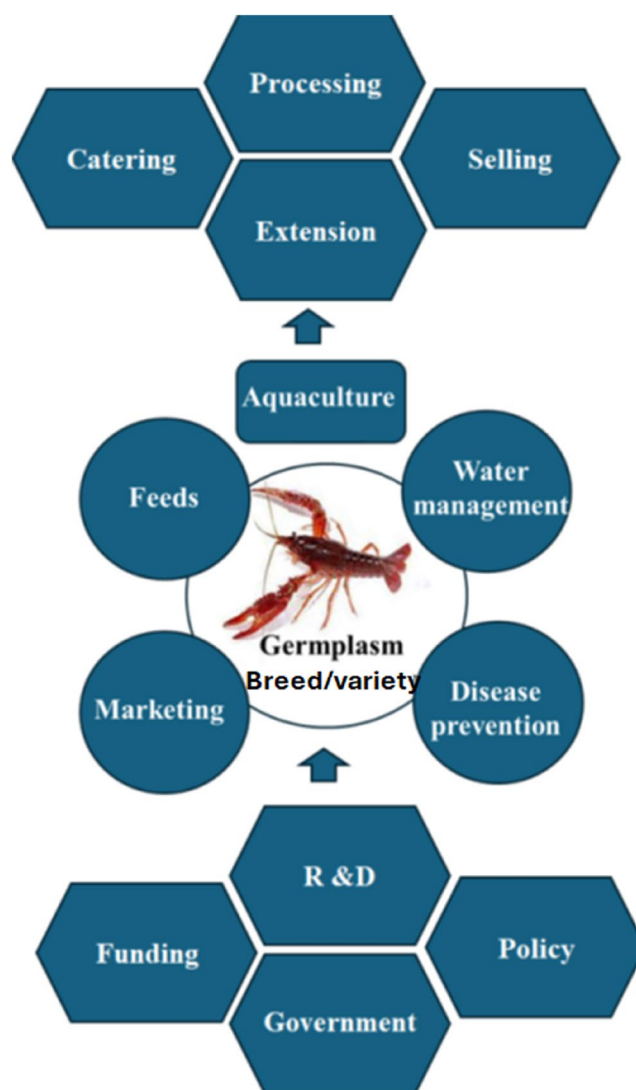 Processing
Catering
Selling
Extension
Aquaculture
Feeds
Water
management
Germplasm
Breed/variety
Marketing
Disease
prevention
R &D
Funding
Policy
Government